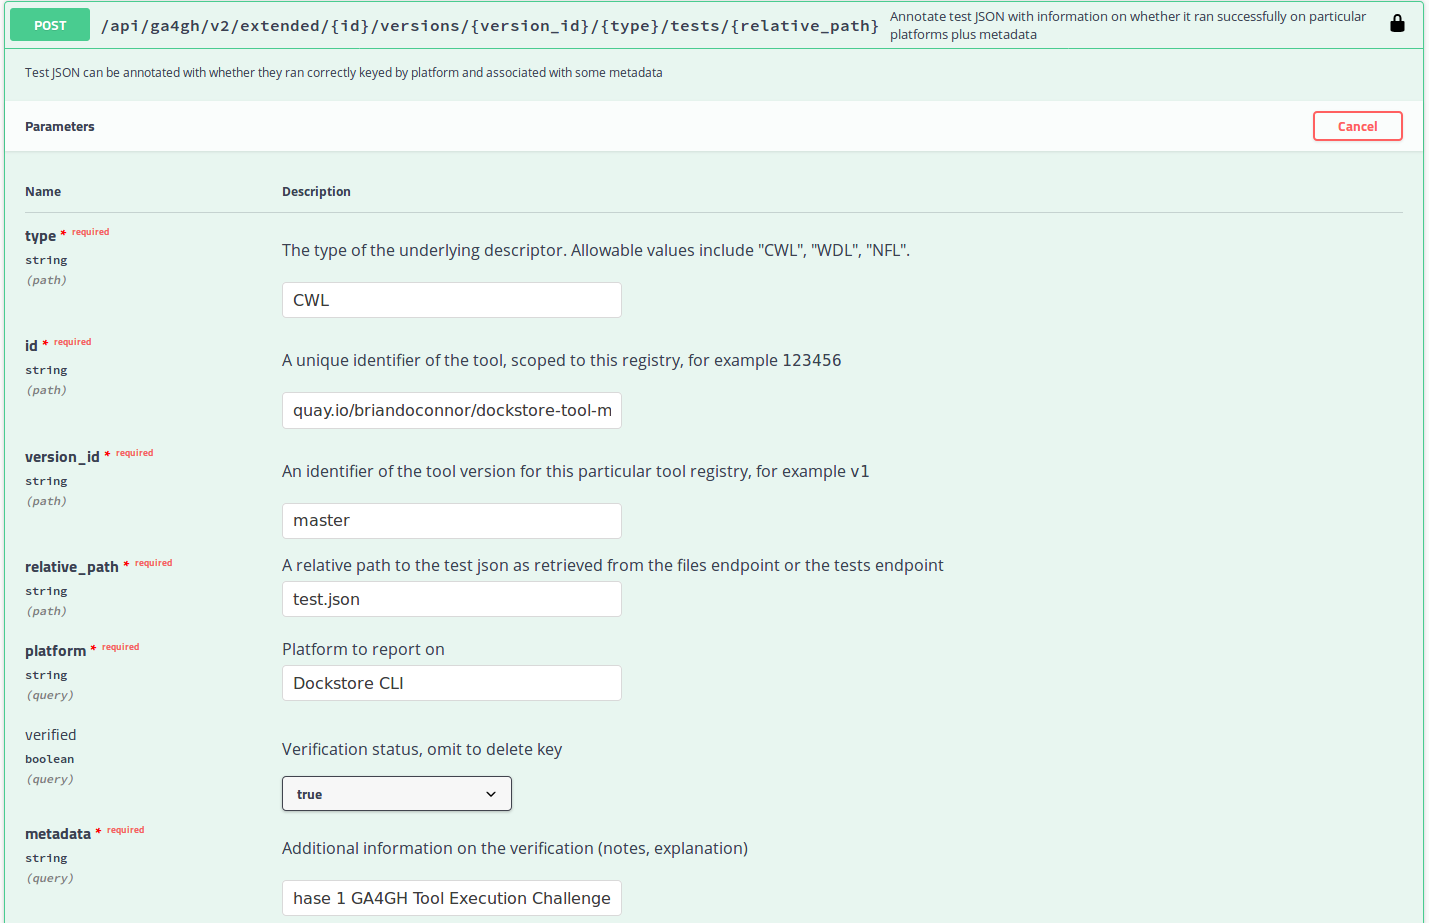 POST /api/ga4gh/v2/extended/{id}/versions/{version_id}/{type}/tests/{relative_path} Annotate test JSON with information on whether it ran successfully on particular
platforms plus metadata
Test JSON can be annotated with whether they ran correctly keyed by platform and associated with some metadata
Parameters Cancel
Name Description
type * required
string
(path)
The type of the underlying descriptor. Allowable values include "CWL", "WDL", "NFL".
CWL
id * required
string
(path)
A unique identifier of the tool, scoped to this registry, for example 123456
quay.io/briandoconnor/dockstore-tool-m
version_id * required
string
(path)
An identifier of the tool version for this particular tool registry, for example v1
master
relative_path * required
string
(path)
A relative path to the test json as retrieved from the files endpoint or the tests endpoint
test.json
platform * required
string
(query)
Platform to report on
Dockstore CLI
verified
boolean
(query)
Verification status, omit to delete key
true
metadata * required
string
(query)
Additional information on the verification (notes, explanation)
hase 1 GA4GH Tool Execution Challenge